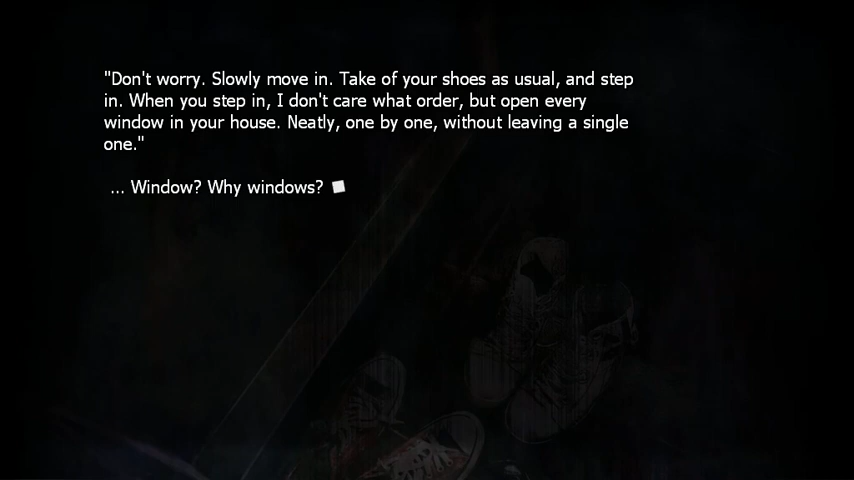 "Don't worry. Slowly move in. Take of your shoes as usual, and step
in. When you step in, I don't care what order, but open every
window in your house. Neatly, one by one, without leaving a single
one."
... Window? Why windows?